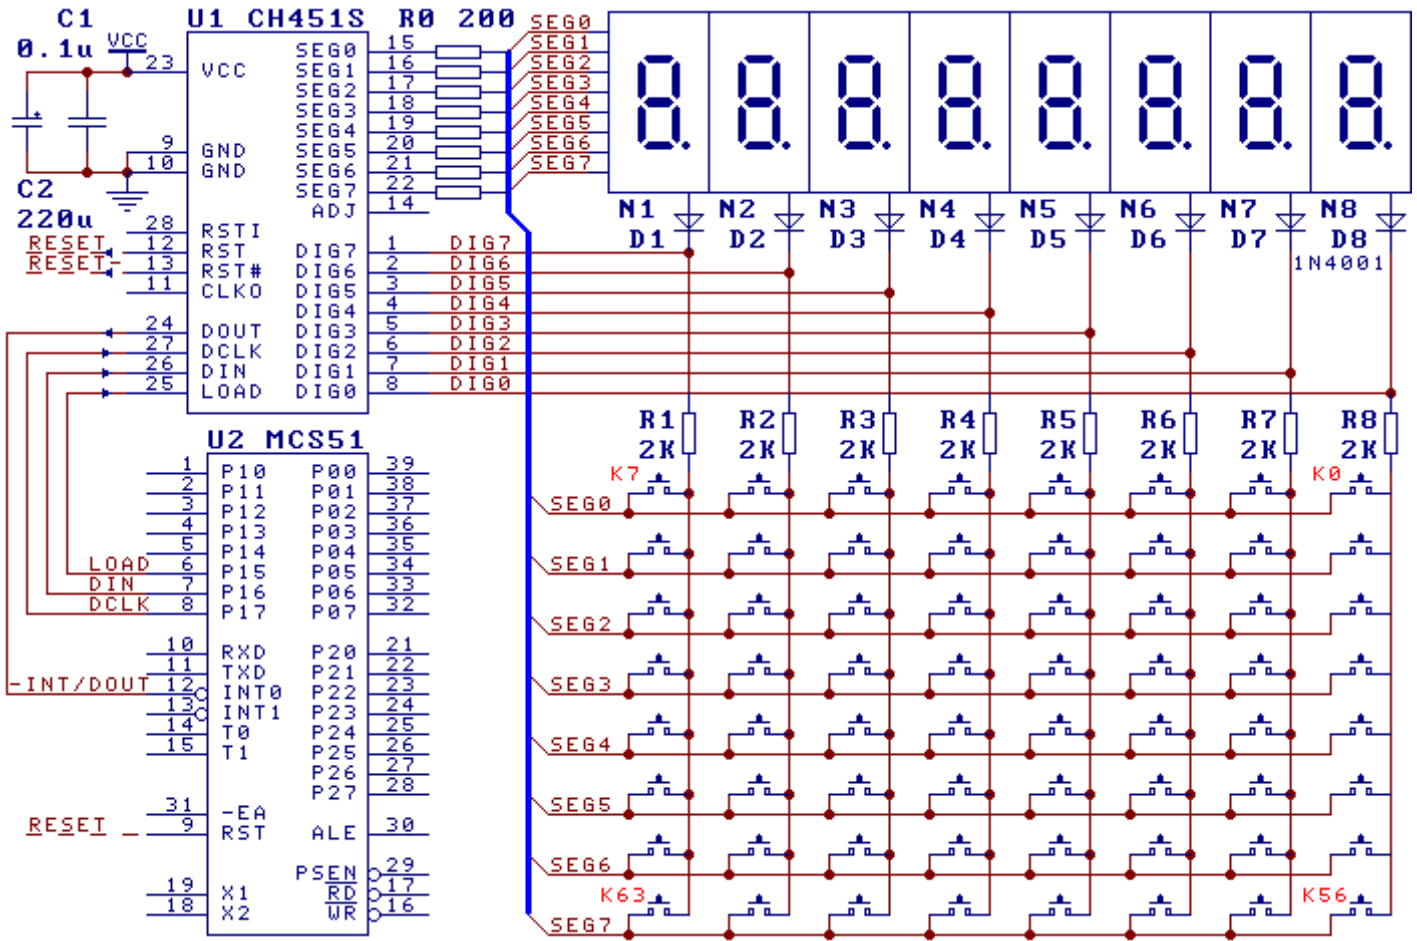 C1
0.1u
VCC
C2
220u
U1 CH451S
R0 200
23 VCC
9 GND
10 GND
28 RSTI
RESET 12 RST
RESET- 13 RST#
11 CLKO
24 DOUT
27 DCLK
26 DIN
25 LOAD
SEG0 15
SEG1 16
SEG2 17
SEG3 18
SEG4 19
SEG5 20
SEG6 21
SEG7 22
ADJ 14
DIG7 1 DIG7
DIG6 2 DIG6
DIG5 3 DIG5
DIG4 4 DIG4
DIG3 5 DIG3
DIG2 6 DIG2
DIG1 7 DIG1
DIG0 8 DIG0
SEG0
SEG1
SEG2
SEG3
SEG4
SEG5
SEG6
SEG7
8. 8. 8. 8. 8. 8. 8. 8.
N1 N2 N3 N4 N5 N6 N7 N8
D1 D2 D3 D4 D5 D6 D7 D8
1N4001
R1 R2 R3 R4 R5 R6 R7 R8
2K 2K 2K 2K 2K 2K 2K 2K
K7 K0
SEG0
SEG1
SEG2
SEG3
SEG4
SEG5
SEG6
K63 K56
SEG7
U2 MCS51
1 P10 P00 39
2 P11 P01 38
3 P12 P02 37
4 P13 P03 36
5 P14 P04 35
LOAD 6 P15 P05 34
DIN 7 P16 P06 33
DCLK 8 P17 P07 32
10 RXD P20 21
11 TXD P21 22
-INT/DOUT 12 INT0 P22 23
13 INT1 P23 24
14 T0 P24 25
15 T1 P25 26
P26 27
P27 28
31 -EA
RESET 9 RST ALE 30
PSEN 29
19 X1 RD 17
18 X2 WR 16